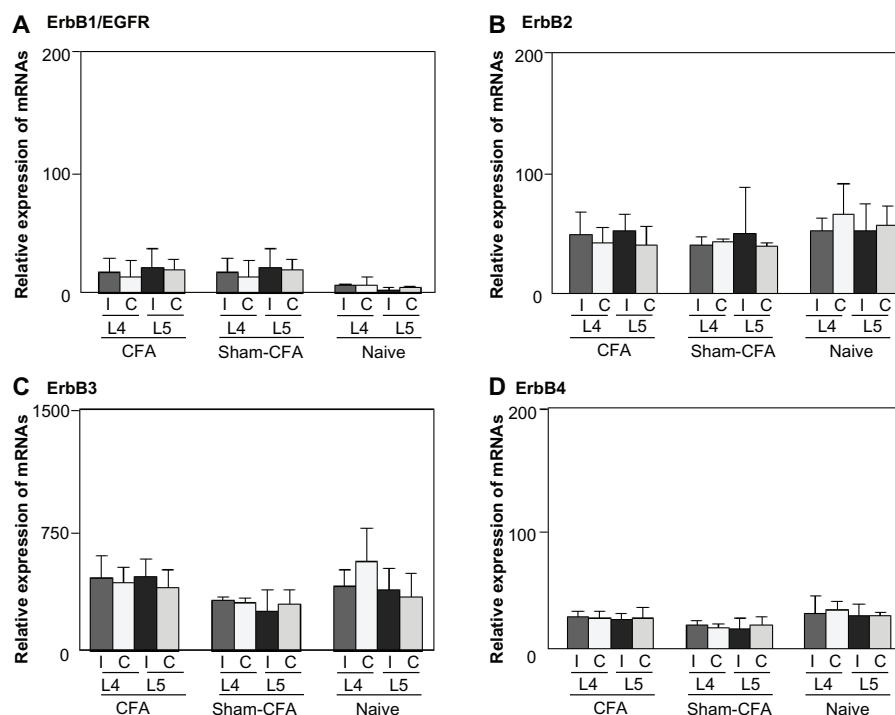 A ErbB1/EGFR
Relative expression of mRNAs
200
100
0
I C I C I C I C I C I C
L4 L5 L4 L5 L4 L5
CFA Sham-CFA Naive
B ErbB2
Relative expression of mRNAs
200
100
0
I C I C I C I C I C I C
L4 L5 L4 L5 L4 L5
CFA Sham-CFA Naive
C ErbB3
Relative expression of mRNAs
1500
750
0
I C I C I C I C I C I C
L4 L5 L4 L5 L4 L5
CFA Sham-CFA Naive
D ErbB4
Relative expression of mRNAs
200
100
0
I C I C I C I C I C I C
L4 L5 L4 L5 L4 L5
CFA Sham-CFA Naive